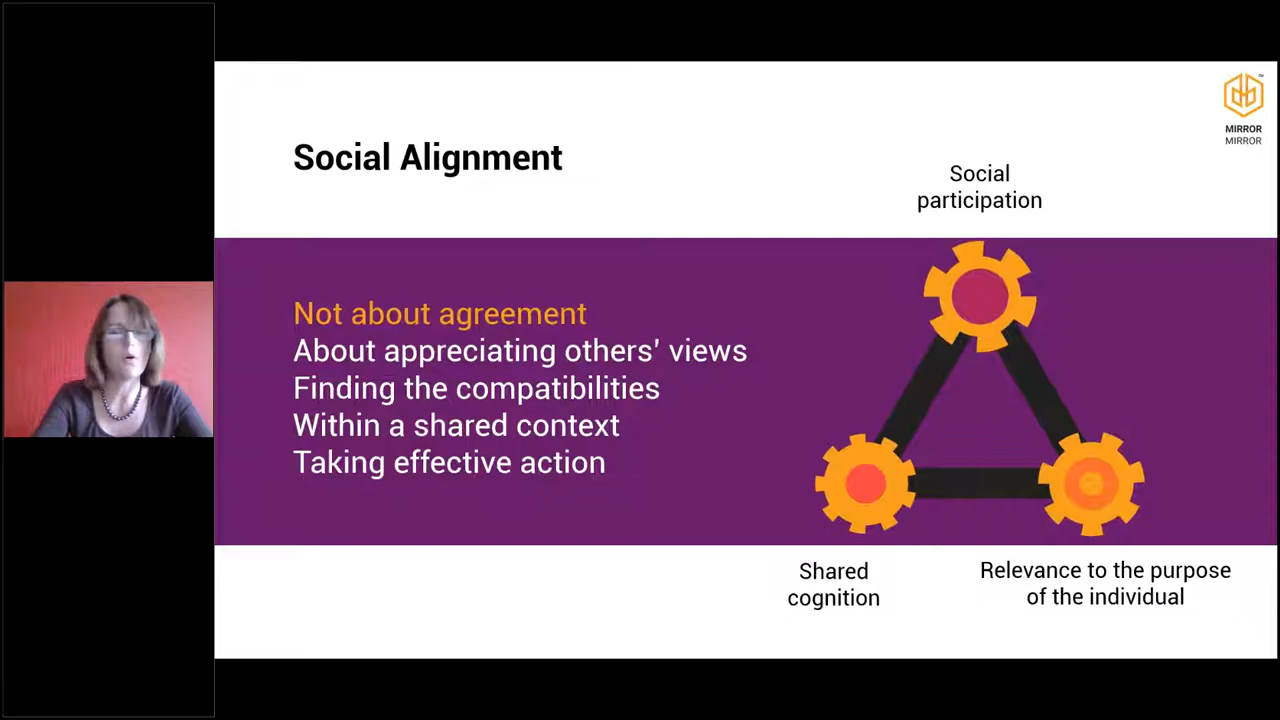 Social Alignment
MIRROR
MIRROR
Social
participation
Not about agreement
About appreciating others' views
Finding the compatibilities
Within a shared context
Taking effective action
Shared
cognition
Relevance to the purpose
of the individual